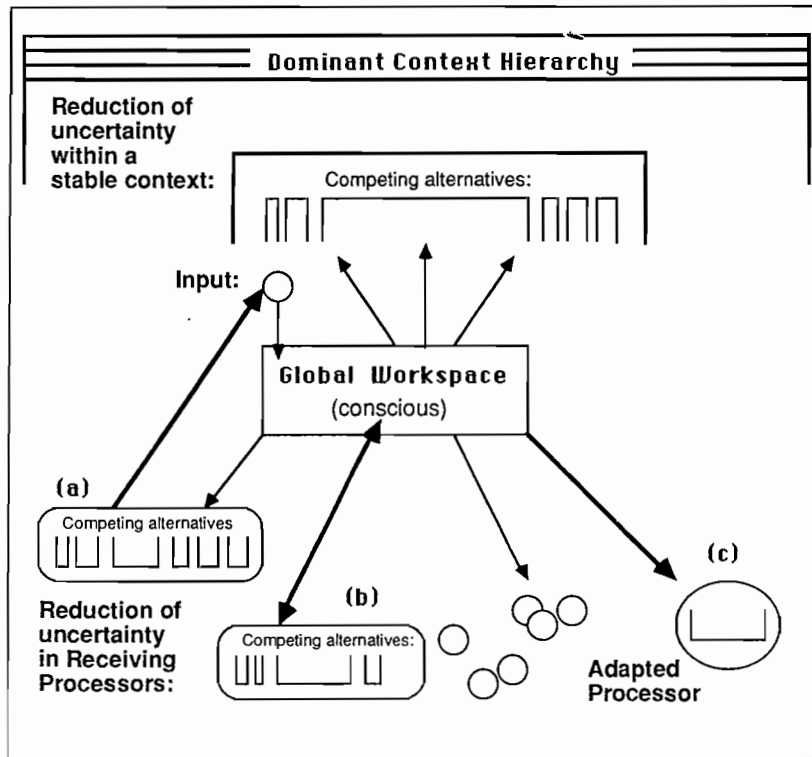 Dominant Context Hierarchy
Reduction of
uncertainty
within a
stable context:
Competing alternatives:
Input:
Global Workspace
(conscious)
(a)
Competing alternatives
Reduction of
uncertainty
in Receiving
Processors:
(b)
Competing alternatives:
(c)
Adapted
Processor